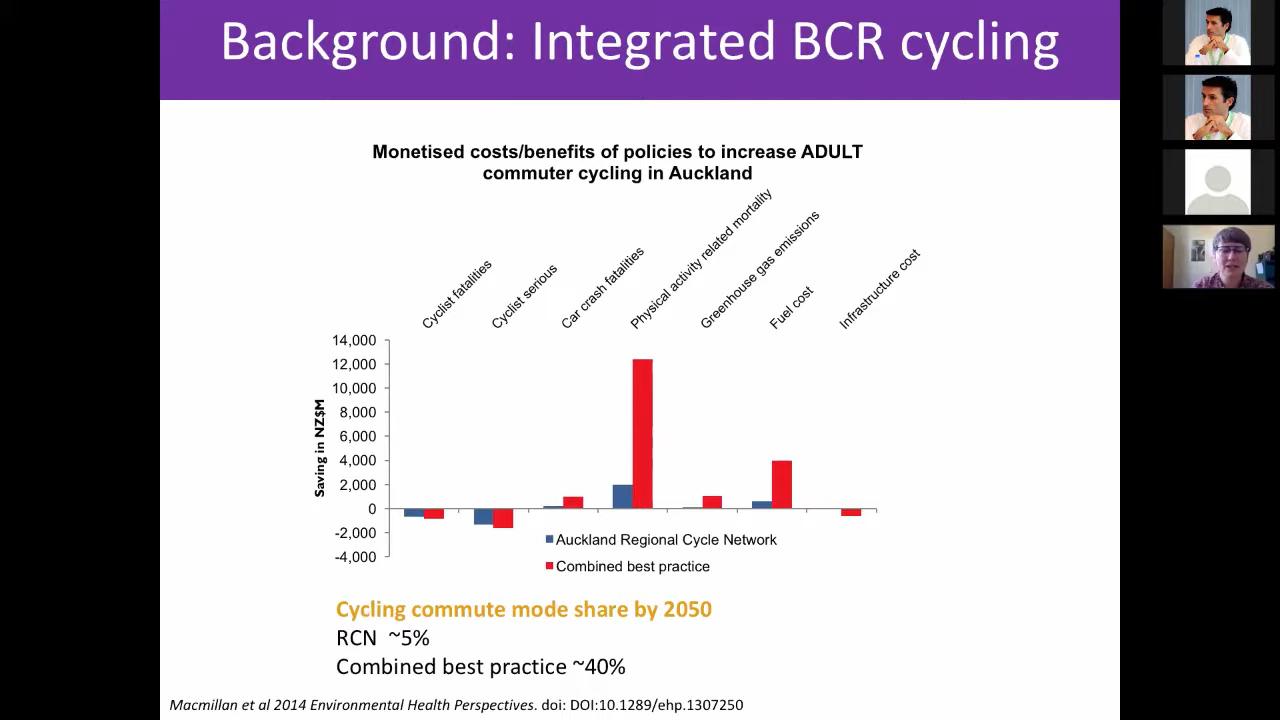 Background: Integrated BCR cycling
Monetised costs/benefits of policies to increase ADULT
commuter cycling in Auckland
Cyclist fatalities
Cyclist serious
Car crash fatalities
Physical activity related mortality
Greenhouse gas emissions
Fuel cost
Infrastructure cost
Saving in NZ$M
14,000
12,000
10,000
8,000
6,000
4,000
2,000
0
-2,000
-4,000
Auckland Regional Cycle Network
Combined best practice
Cycling commute mode share by 2050
RCN ~5%
Combined best practice ~40%
Macmillan et al 2014 Environmental Health Perspectives. doi: DOI:10.1289/ehp.1307250